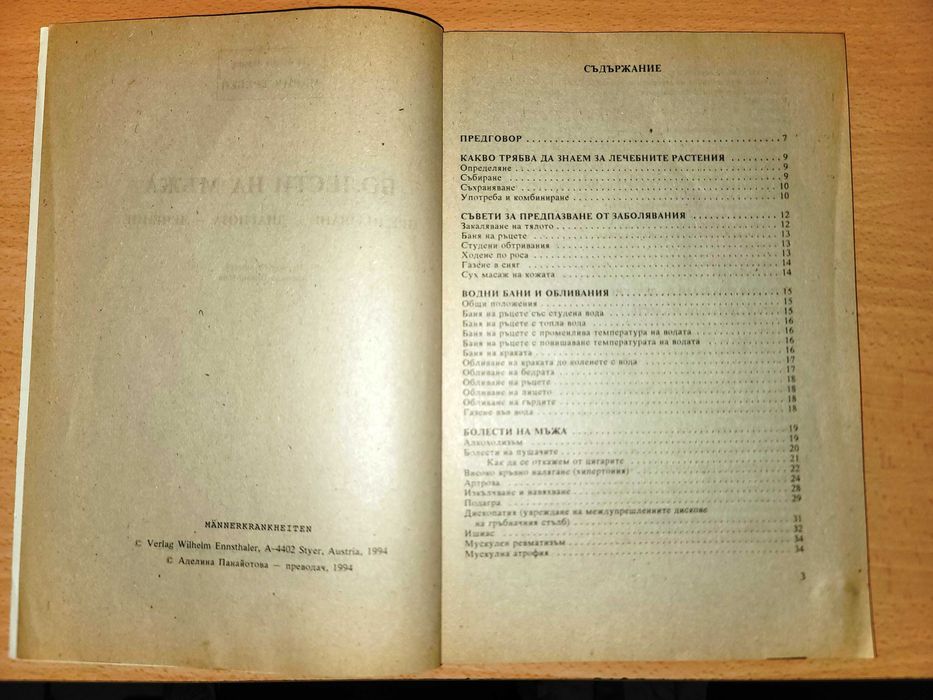 MÄNNERKRANKHEITEN
© Verlag Wilhelm Ennsthaler, A-4402 Styer, Austria, 1994
© Аделина Панайотова — преводач, 1994
СЪДЪРЖАНИЕ
ПРЕДГОВОР . . . 7
КАКВО ТРЯБВА ДА ЗНАЕМ ЗА ЛЕЧЕБНИТЕ РАСТЕНИЯ . . . 9
Определяне . . . 9
Събиране . . . 9
Съхраняване . . . 10
Употреба и комбиниране . . . 10
СЪВЕТИ ЗА ПРЕДПАЗВАНЕ ОТ ЗАБОЛЯВАНИЯ . . . 12
Закаляване на тялото . . . 12
Баня на ръцете . . . 13
Студени обтривания . . . 13
Ходене по роса . . . 13
Газене в сняг . . . 14
Сух масаж на кожата . . . 14
ВОДНИ БАНИ И ОБЛИВАНИЯ . . . 15
Общи положения . . . 15
Баня на ръцете със студена вода . . . 15
Баня на ръцете с топла вода . . . 16
Баня на ръцете с променлива температура на водата . . . 16
Баня на ръцете с повишаване температурата на водата . . . 16
Баня на краката . . . 16
Обливане на краката до коленете с вода . . . 17
Обливане на бедрата . . . 17
Обливане на ръцете . . . 18
Обливане на лицето . . . 18
Обливане на гърдите . . . 18
Газене във вода . . . 18
БОЛЕСТИ НА МЪЖА . . . 19
Алкохолизъм . . . 19
Болести на пушачите . . . 20
Как да се откажем от цигарите . . . 21
Високо кръвно налягане (хипертония) . . . 22
Артроза . . . 24
Изкълчване и навяхване . . . 28
Подагра . . . 29
Дископатия (увреждане на междупрешленните дискове
на гръбначния стълб) . . . 31
Ишиас . . . 32
Мускулен ревматизъм . . . 34
Мускулна атрофия . . . 34
3